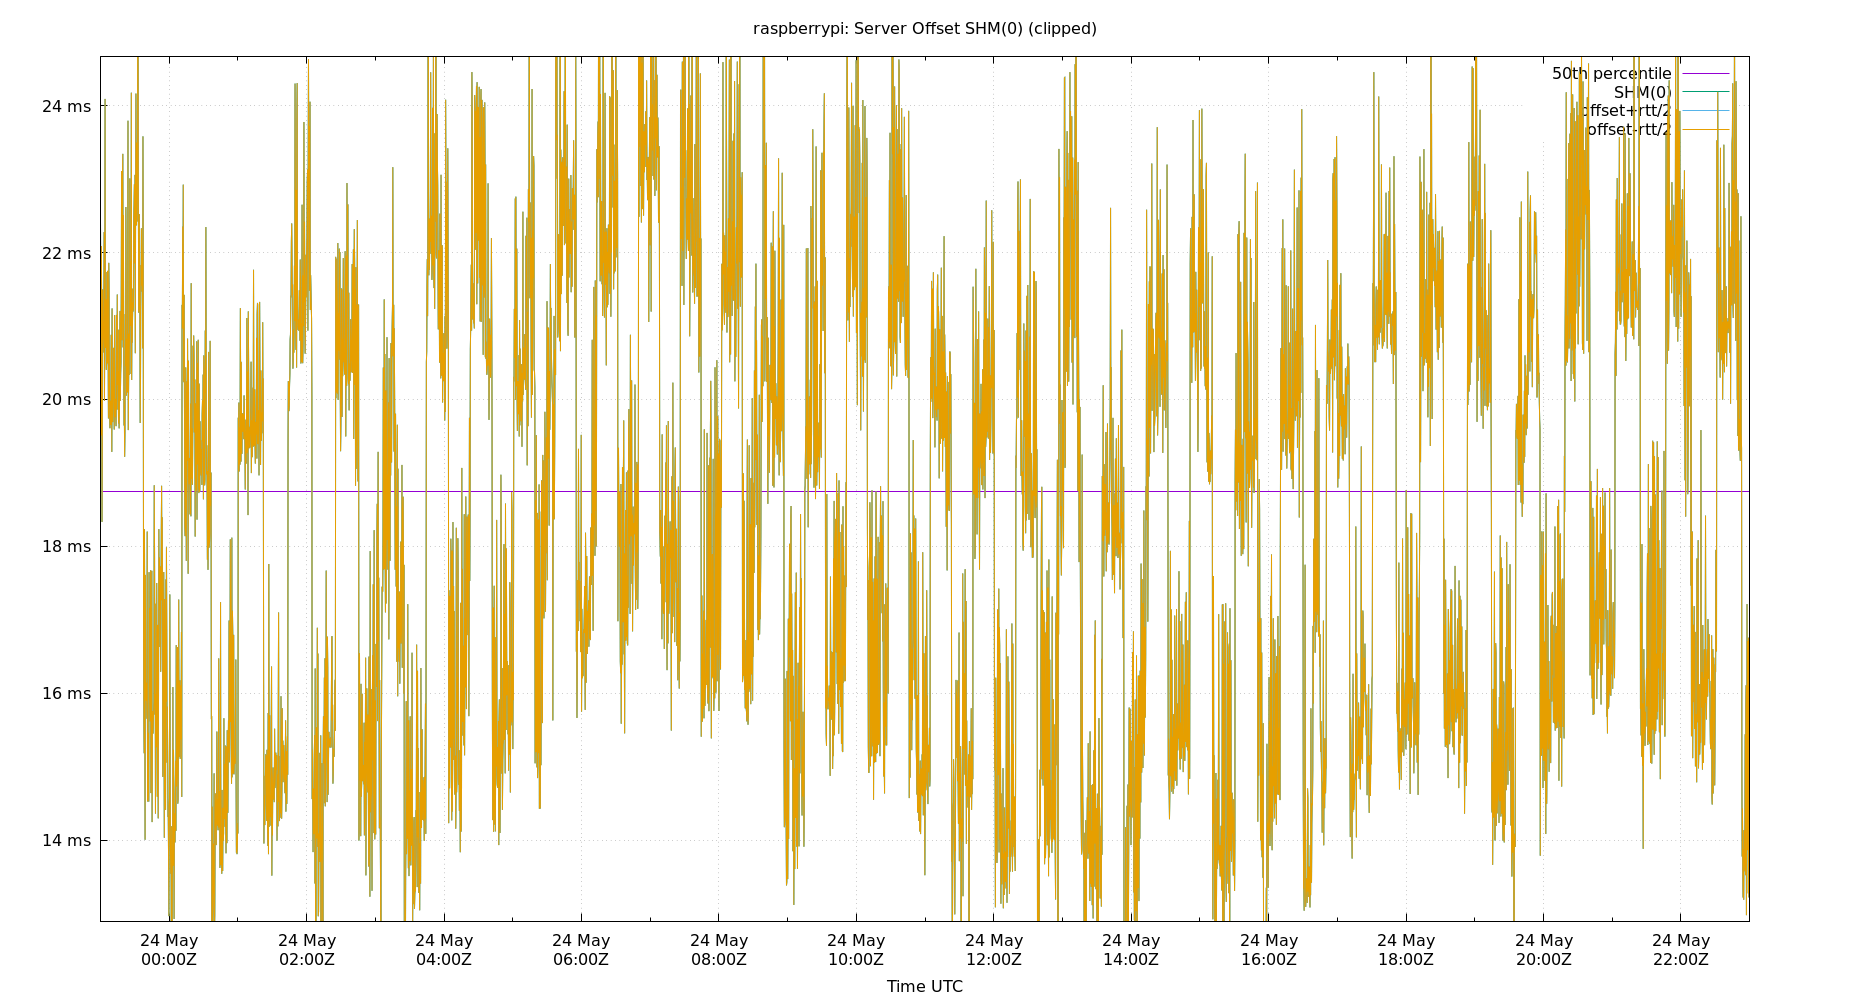 raspberrypi: Server Offset SHM(0) (clipped)
50th percentile
SHM(0)
offset+rtt/2
offset-rtt/2
24 ms
22 ms
20 ms
18 ms
16 ms
14 ms
24 May 24 May 24 May 24 May 24 May 24 May 24 May 24 May 24 May 24 May 24 May 24 May
00:00Z 02:00Z 04:00Z 06:00Z 08:00Z 10:00Z 12:00Z 14:00Z 16:00Z 18:00Z 20:00Z 22:00Z
Time UTC